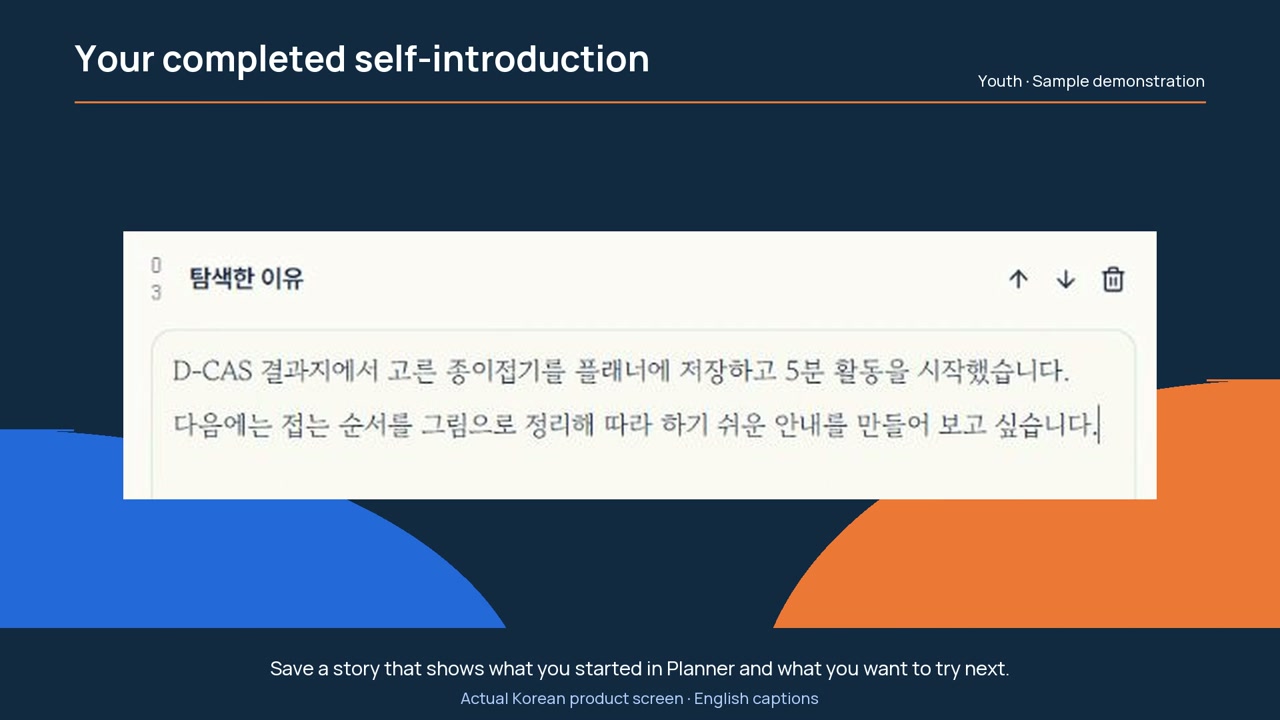 Your completed self-introduction
Youth · Sample demonstration
03
탐색한 이유
D-CAS 결과지에서 고른 종이접기를 플래너에 저장하고 5분 활동을 시작했습니다.
다음에는 접는 순서를 그림으로 정리해 따라 하기 쉬운 안내를 만들어 보고 싶습니다.
Save a story that shows what you started in Planner and what you want to try next.
Actual Korean product screen · English captions